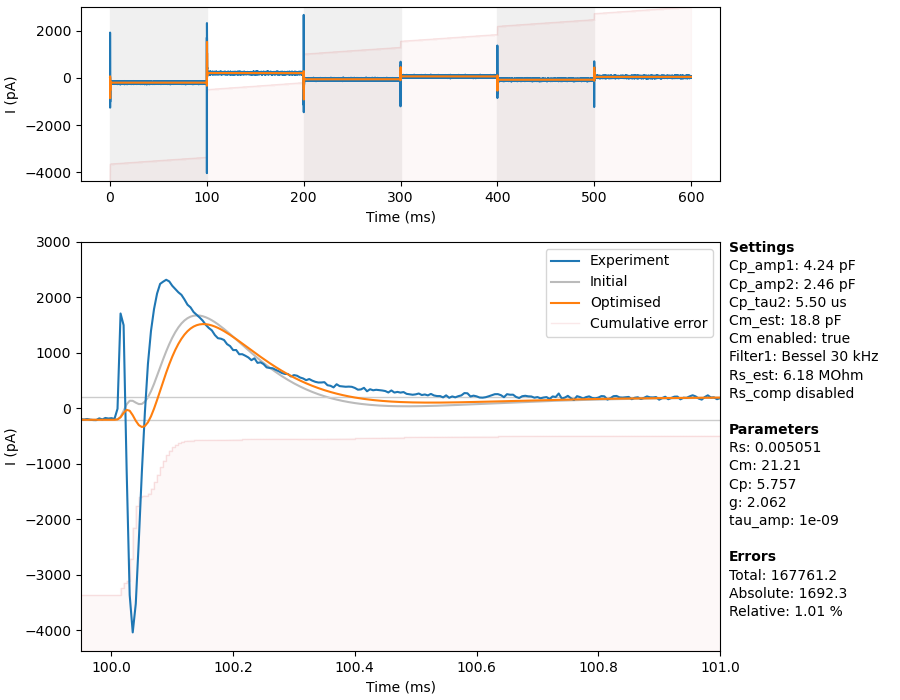 2000
0
−2000
−4000
I (pA)
0 100 200 300 400 500 600
Time (ms)
3000
2000
1000
0
−1000
−2000
−3000
−4000
I (pA)
100.0 100.2 100.4 100.6 100.8 101.0
Time (ms)
Experiment
Initial
Optimised
Cumulative error
Settings
Cp_amp1: 4.24 pF
Cp_amp2: 2.46 pF
Cp_tau2: 5.50 us
Cm_est: 18.8 pF
Cm enabled: true
Filter1: Bessel 30 kHz
Rs_est: 6.18 MOhm
Rs_comp disabled
Parameters
Rs: 0.005051
Cm: 21.21
Cp: 5.757
g: 2.062
tau_amp: 1e-09
Errors
Total: 167761.2
Absolute: 1692.3
Relative: 1.01 %